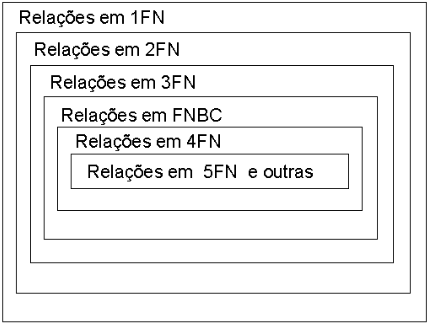 Relações em 1FN
Relações em 2FN
Relações em 3FN
Relações em FNBC
Relações em 4FN
Relações em 5FN e outras